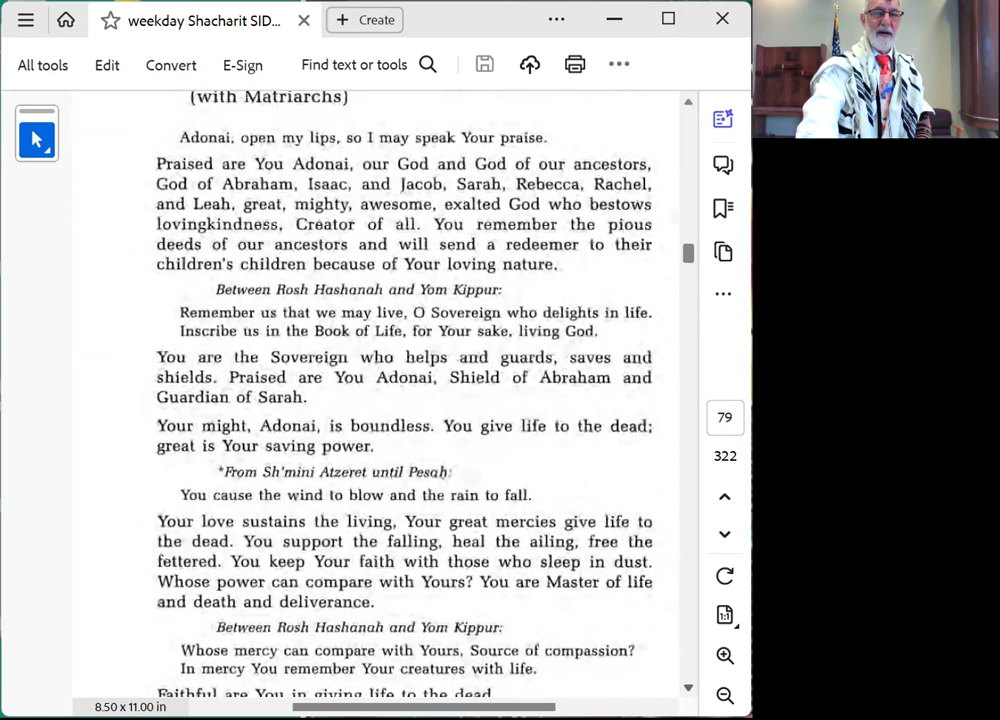 weekday Shacharit SID...
Create
All tools
Edit
Convert
E-Sign
Find text or tools
(with Matriarchs)
Adonai, open my lips, so I may speak Your praise.
Praised are You Adonai, our God and God of our ancestors,
God of Abraham, Isaac, and Jacob, Sarah, Rebecca, Rachel,
and Leah, great, mighty, awesome, exalted God who bestows
lovingkindness, Creator of all. You remember the pious
deeds of our ancestors and will send a redeemer to their
children's children because of Your loving nature.
Between Rosh Hashanah and Yom Kippur:
Remember us that we may live, O Sovereign who delights in life.
Inscribe us in the Book of Life, for Your sake, living God.
You are the Sovereign who helps and guards, saves and
shields. Praised are You Adonai, Shield of Abraham and
Guardian of Sarah.
Your might, Adonai, is boundless. You give life to the dead;
great is Your saving power.
*From Sh'mini Atzeret until Pesaḥ:
You cause the wind to blow and the rain to fall.
Your love sustains the living, Your great mercies give life to
the dead. You support the falling, heal the ailing, free the
fettered. You keep Your faith with those who sleep in dust.
Whose power can compare with Yours? You are Master of life
and death and deliverance.
Between Rosh Hashanah and Yom Kippur:
Whose mercy can compare with Yours, Source of compassion?
In mercy You remember Your creatures with life.
Faithful are You in giving life to the dead
79
322
1:1
8.50 x 11.00 in